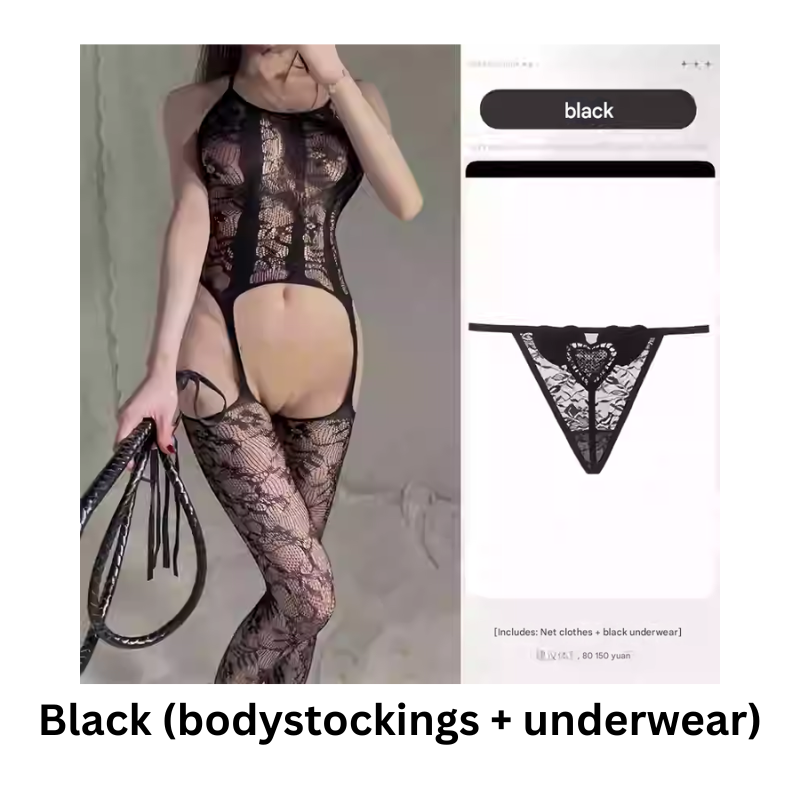 black
[Includes: Net clothes + black underwear]
, 80 150 yuan
Black (bodystockings + underwear)